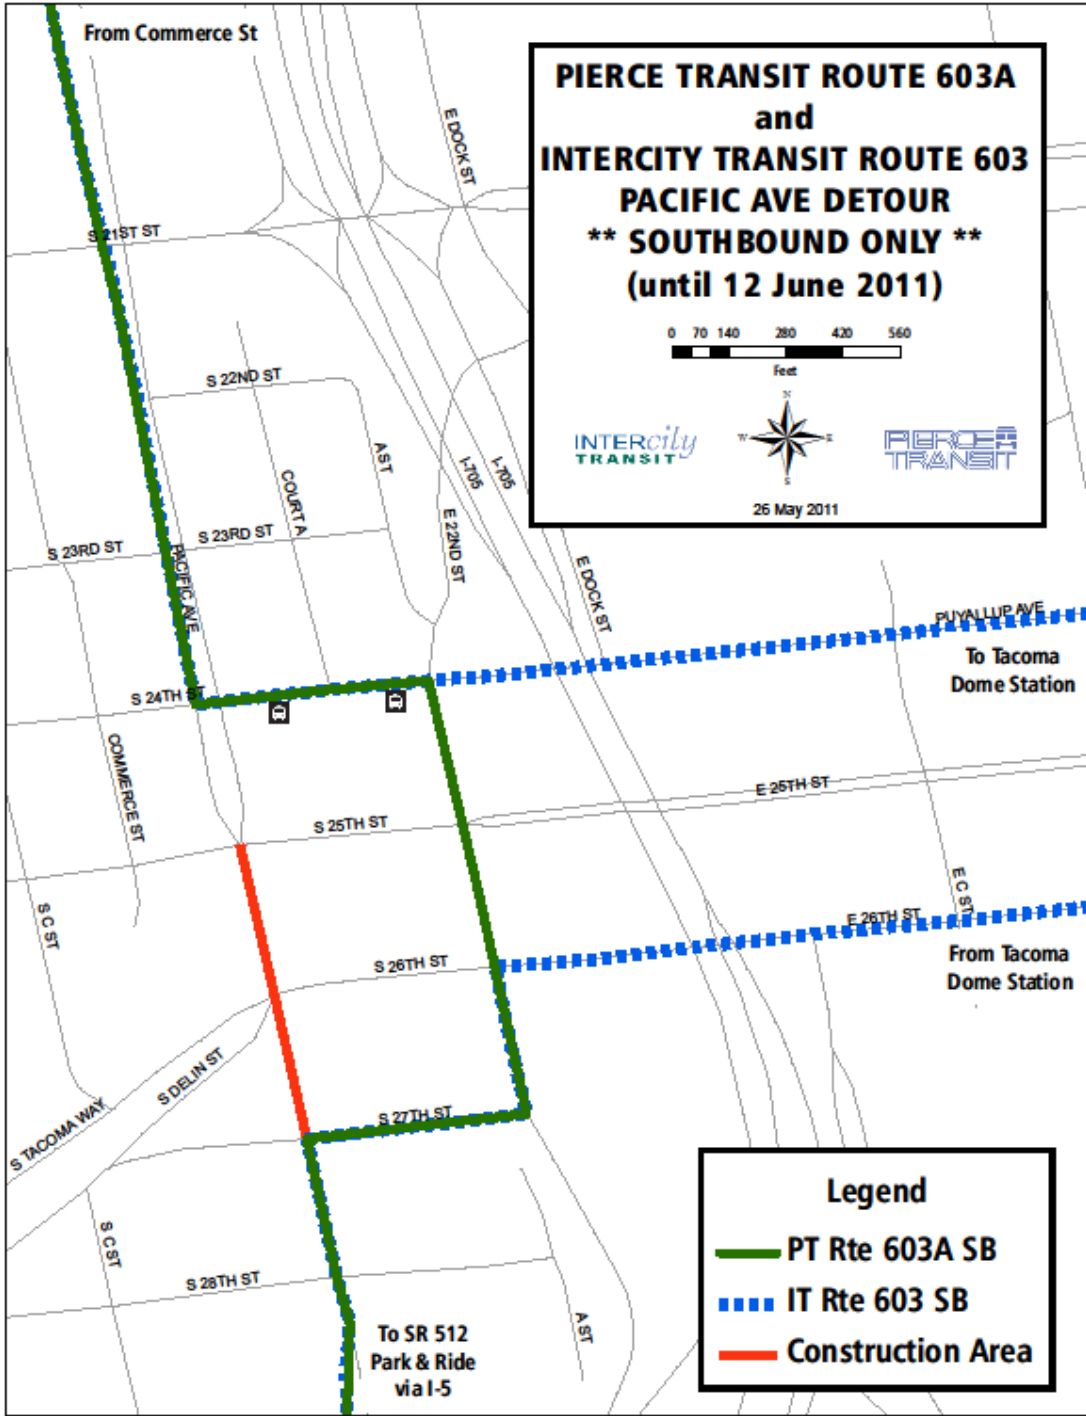 From Commerce St
PIERCE TRANSIT ROUTE 603A
and
INTERCITY TRANSIT ROUTE 603
PACIFIC AVE DETOUR
** SOUTHBOUND ONLY **
(until 12 June 2011)
0 70 140 280 420 560
Feet
N
W E
S
INTERcity
TRANSIT
PIERCE
TRANSIT
26 May 2011
E DOCK ST
S 21ST ST
S 22ND ST
A ST
I-705
I-705
COURT A
E 22ND ST
S 23RD ST
S 23RD ST
PACIFIC AVE
E DOCK ST
PUYALLUP AVE
To Tacoma
Dome Station
S 24TH ST
COMMERCE ST
E 25TH ST
S 25TH ST
S C ST
E C ST
E 26TH ST
S 26TH ST
From Tacoma
Dome Station
S DELIN ST
S TACOMA WAY
S 27TH ST
S C ST
S 28TH ST
A ST
To SR 512
Park & Ride
via I-5
Legend
PT Rte 603A SB
IT Rte 603 SB
Construction Area